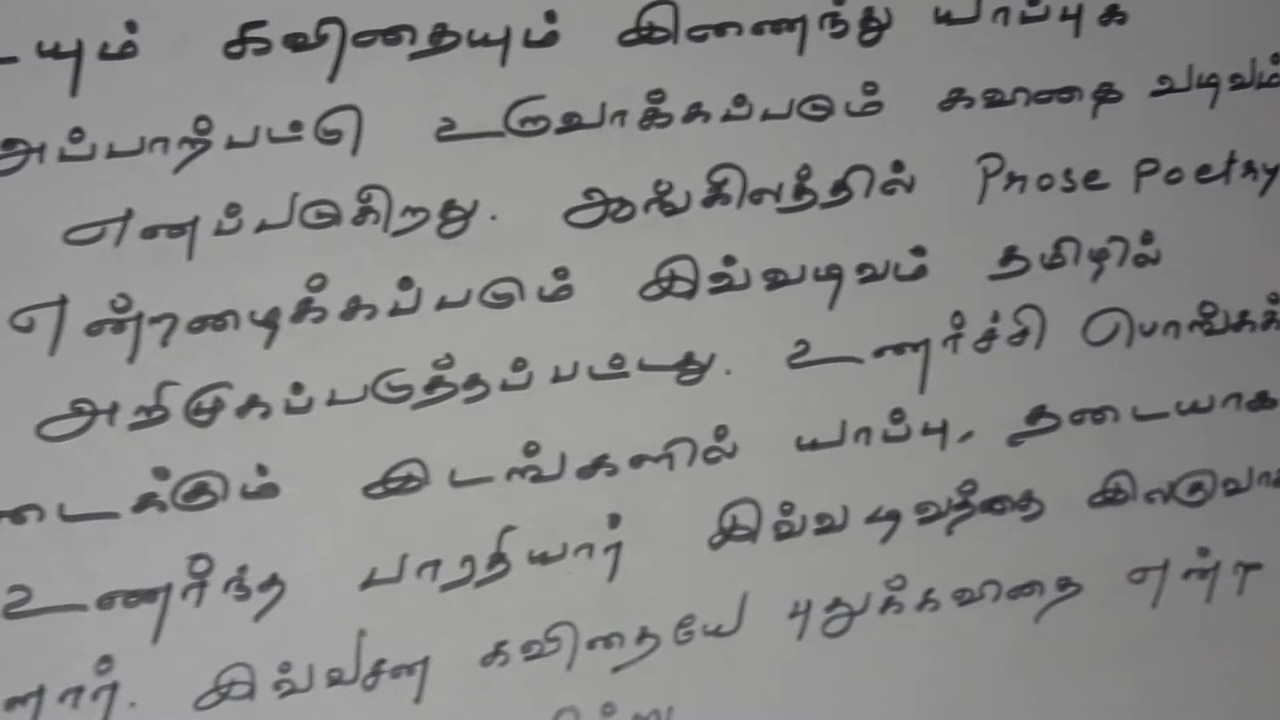 யும் கவிதையும் இணைந்து யாப்புக
அப்பாற்பட்டு உருவாக்கப்படும் கவிதை வடிவம்
எனப்படுகிறது. ஆங்கிலத்தில் Prose Poetry
என்றழைக்கப்படும் இவ்வடிவம் தமிழில்
அறிமுகப்படுத்தப்பட்டது. உணர்ச்சி பொங்கக்
டைக்கும் இடங்களில் யாப்பு, தடையாக
உணர்ந்த பாரதியார் இவ்வடிவத்தை இலகுவாக
னார். இவ்வசன கவிதையே புதுக்கவிதை என்ற